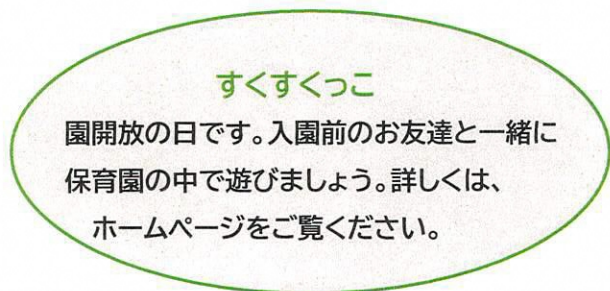 すくすくっこ
園開放の日です。入園前のお友達と一緒に
保育園の中で遊びましょう。詳しくは、
ホームページをご覧ください。